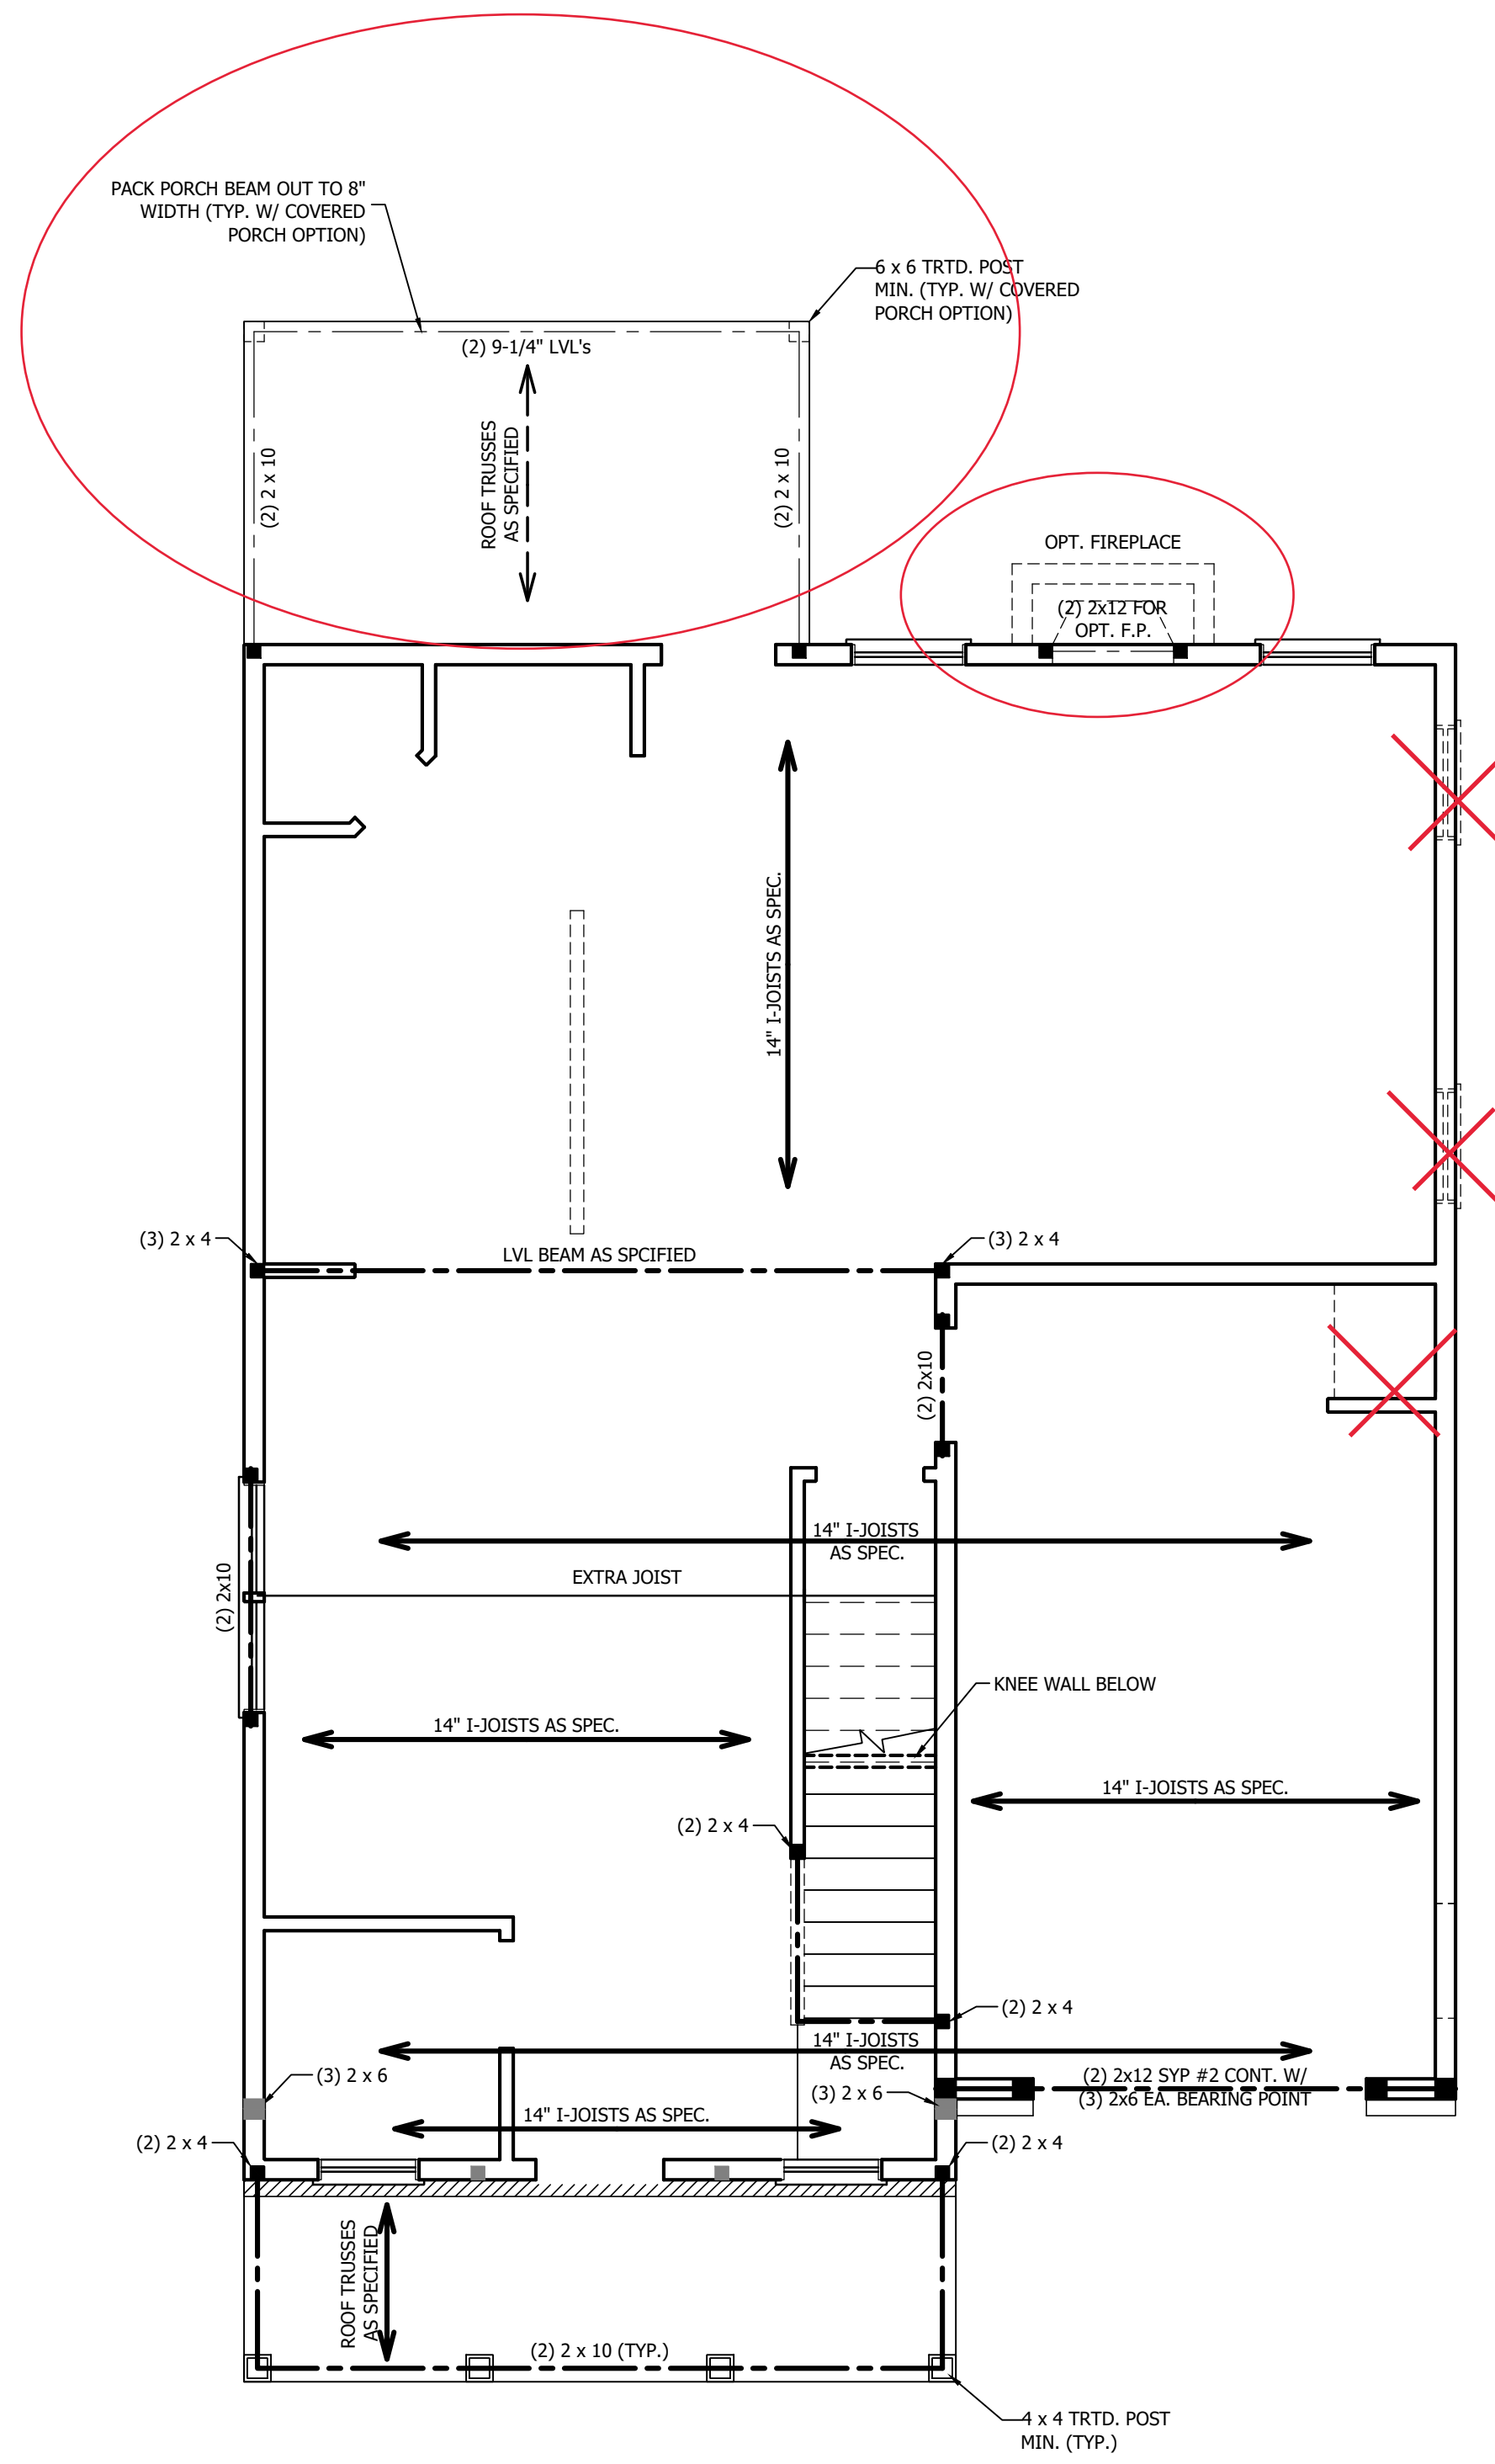 PACK PORCH BEAM OUT TO 8"
WIDTH (TYP. W/ COVERED
PORCH OPTION)
6 x 6 TRTD. POST
MIN. (TYP. W/ COVERED
PORCH OPTION)
(2) 9-1/4" LVL's
(2) 2 x 10
ROOF TRUSSES
AS SPECIFIED
(2) 2 x 10
OPT. FIREPLACE
(2) 2x12 FOR
OPT. F.P.
14" I-JOISTS AS SPEC.
(3) 2 x 4
LVL BEAM AS SPCIFIED
(3) 2 x 4
(2) 2x10
14" I-JOISTS
AS SPEC.
EXTRA JOIST
(2) 2x10
KNEE WALL BELOW
14" I-JOISTS AS SPEC.
14" I-JOISTS AS SPEC.
(2) 2 x 4
(2) 2 x 4
14" I-JOISTS
AS SPEC.
(3) 2 x 6
(3) 2 x 6
(2) 2x12 SYP #2 CONT. W/
(3) 2x6 EA. BEARING POINT
14" I-JOISTS AS SPEC.
(2) 2 x 4
(2) 2 x 4
ROOF TRUSSES
AS SPECIFIED
(2) 2 x 10 (TYP.)
4 x 4 TRTD. POST
MIN. (TYP.)